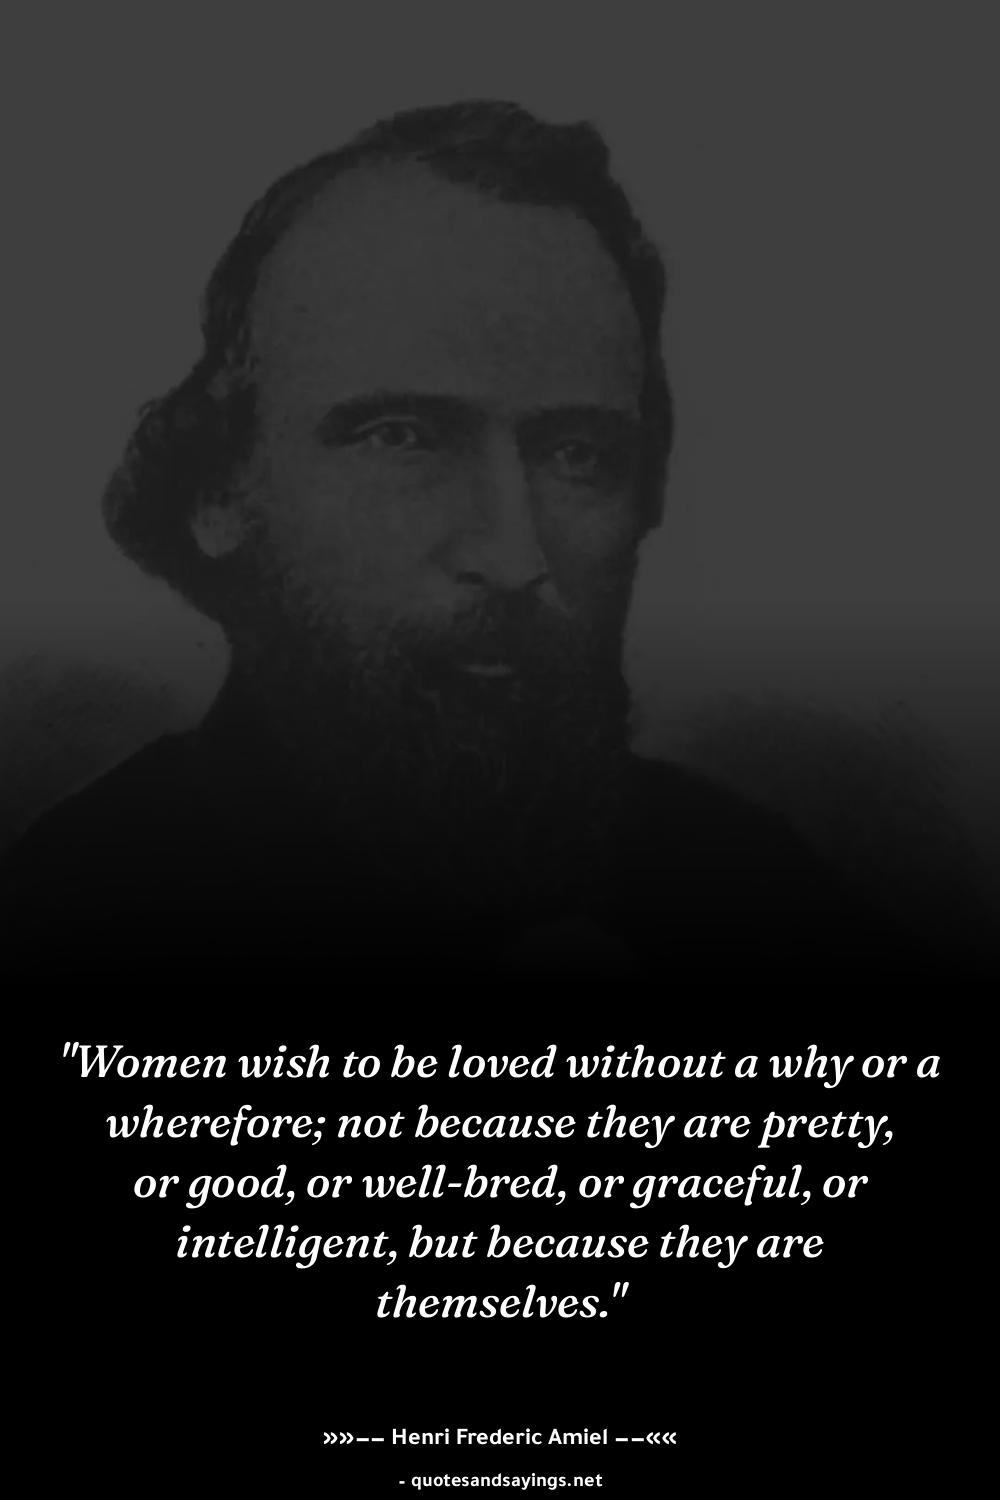 "Women wish to be loved without a why or a
wherefore; not because they are pretty,
or good, or well-bred, or graceful, or
intelligent, but because they are
themselves."
»»−− Henri Frederic Amiel −−««
- quotesandsayings.net